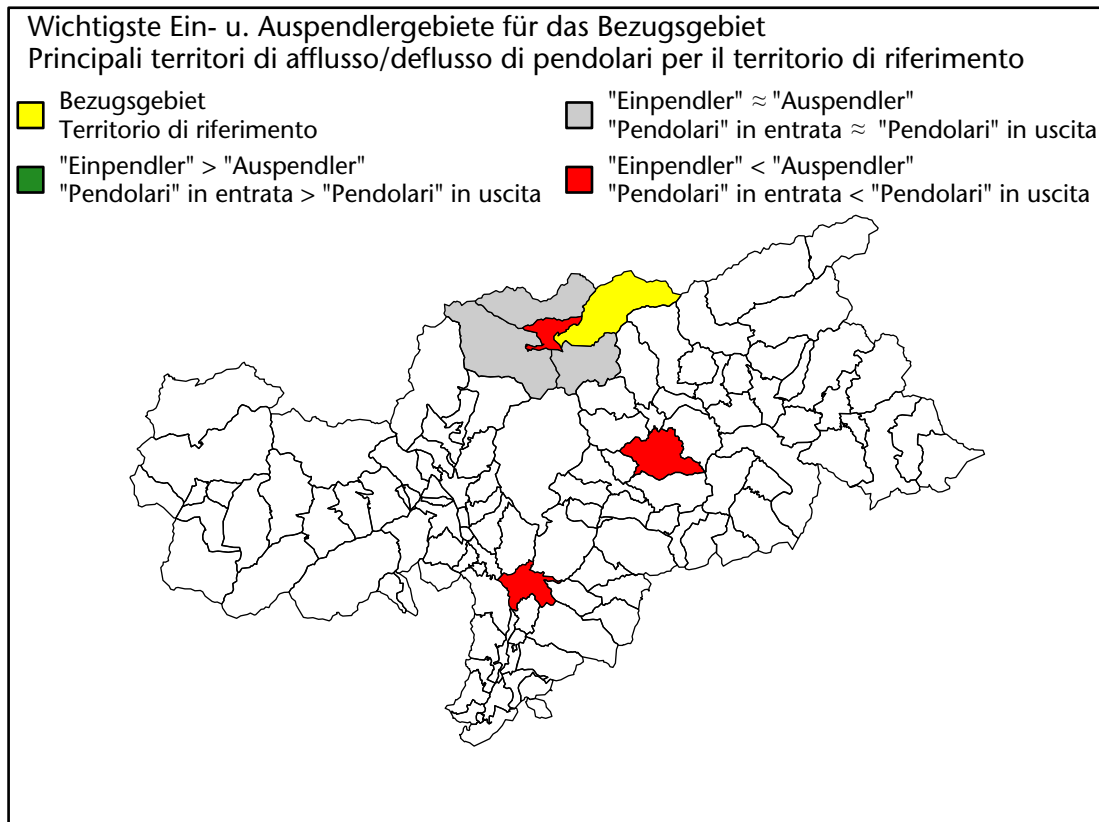 Wichtigste Ein- u. Auspendlergebiete für das Bezugsgebiet
Principali territori di afflusso/deflusso di pendolari per il territorio di riferimento
Bezugsgebiet
Territorio di riferimento
"Einpendler" > "Auspendler"
"Pendolari" in entrata > "Pendolari" in uscita
"Einpendler" ≈ "Auspendler"
"Pendolari" in entrata ≈ "Pendolari" in uscita
"Einpendler" < "Auspendler"
"Pendolari" in entrata < "Pendolari" in uscita